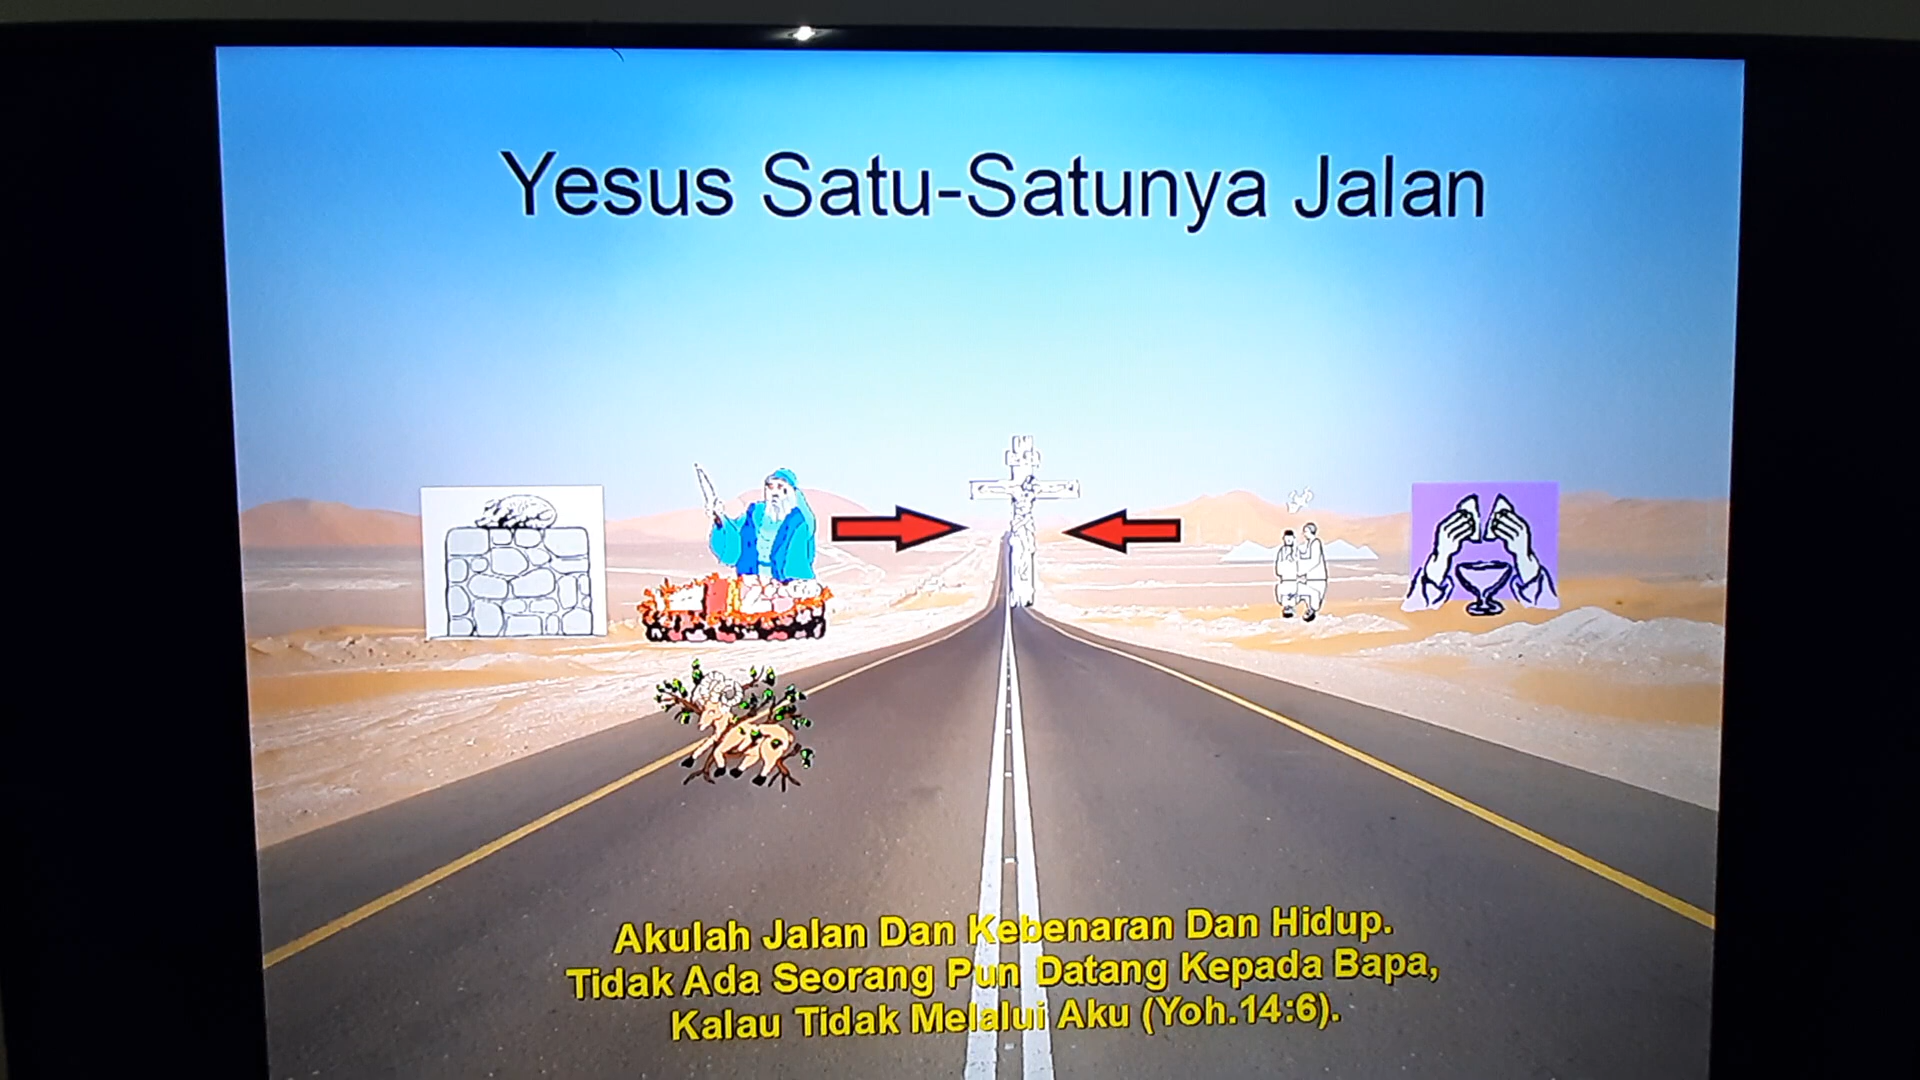 Yesus Satu-Satunya Jalan
Akulah Jalan Dan Kebenaran Dan Hidup.
Tidak Ada Seorang Pun Datang Kepada Bapa,
Kalau Tidak Melalui Aku (Yoh.14:6).